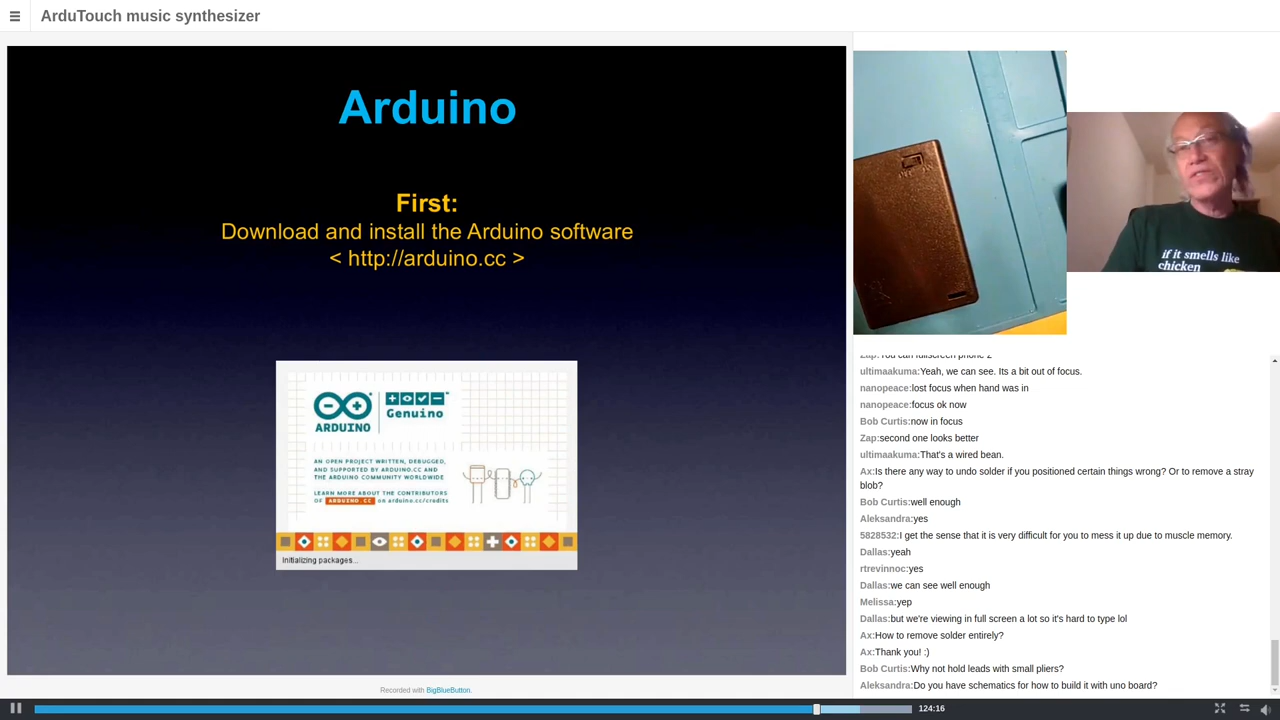 ArduTouch music synthesizer
Arduino
First:
Download and install the Arduino software
< http://arduino.cc >
ARDUINO
Genuino
AN OPEN PROJECT WRITTEN, DEBUGGED,
AND SUPPORTED BY ARDUINO.CC AND
THE ARDUINO COMMUNITY WORLDWIDE
LEARN MORE ABOUT THE CONTRIBUTORS
OF ARDUINO.CC on arduino.cc/credits
Initializing packages...
Recorded with BigBlueButton.
if it smells like
chicken
Zap:You can fullscreen phone 2
ultimaakuma:Yeah, we can see. Its a bit out of focus.
nanopeace:lost focus when hand was in
nanopeace:focus ok now
Bob Curtis:now in focus
Zap:second one looks better
ultimaakuma:That's a wired bean.
Ax:Is there any way to undo solder if you positioned certain things wrong? Or to remove a stray
blob?
Bob Curtis:well enough
Aleksandra:yes
5828532:I get the sense that it is very difficult for you to mess it up due to muscle memory.
Dallas:yeah
rtrevinnoc:yes
Dallas:we can see well enough
Melissa:yep
Dallas:but we're viewing in full screen a lot so it's hard to type lol
Ax:How to remove solder entirely?
Ax:Thank you! :)
Bob Curtis:Why not hold leads with small pliers?
Aleksandra:Do you have schematics for how to build it with uno board?
124:16